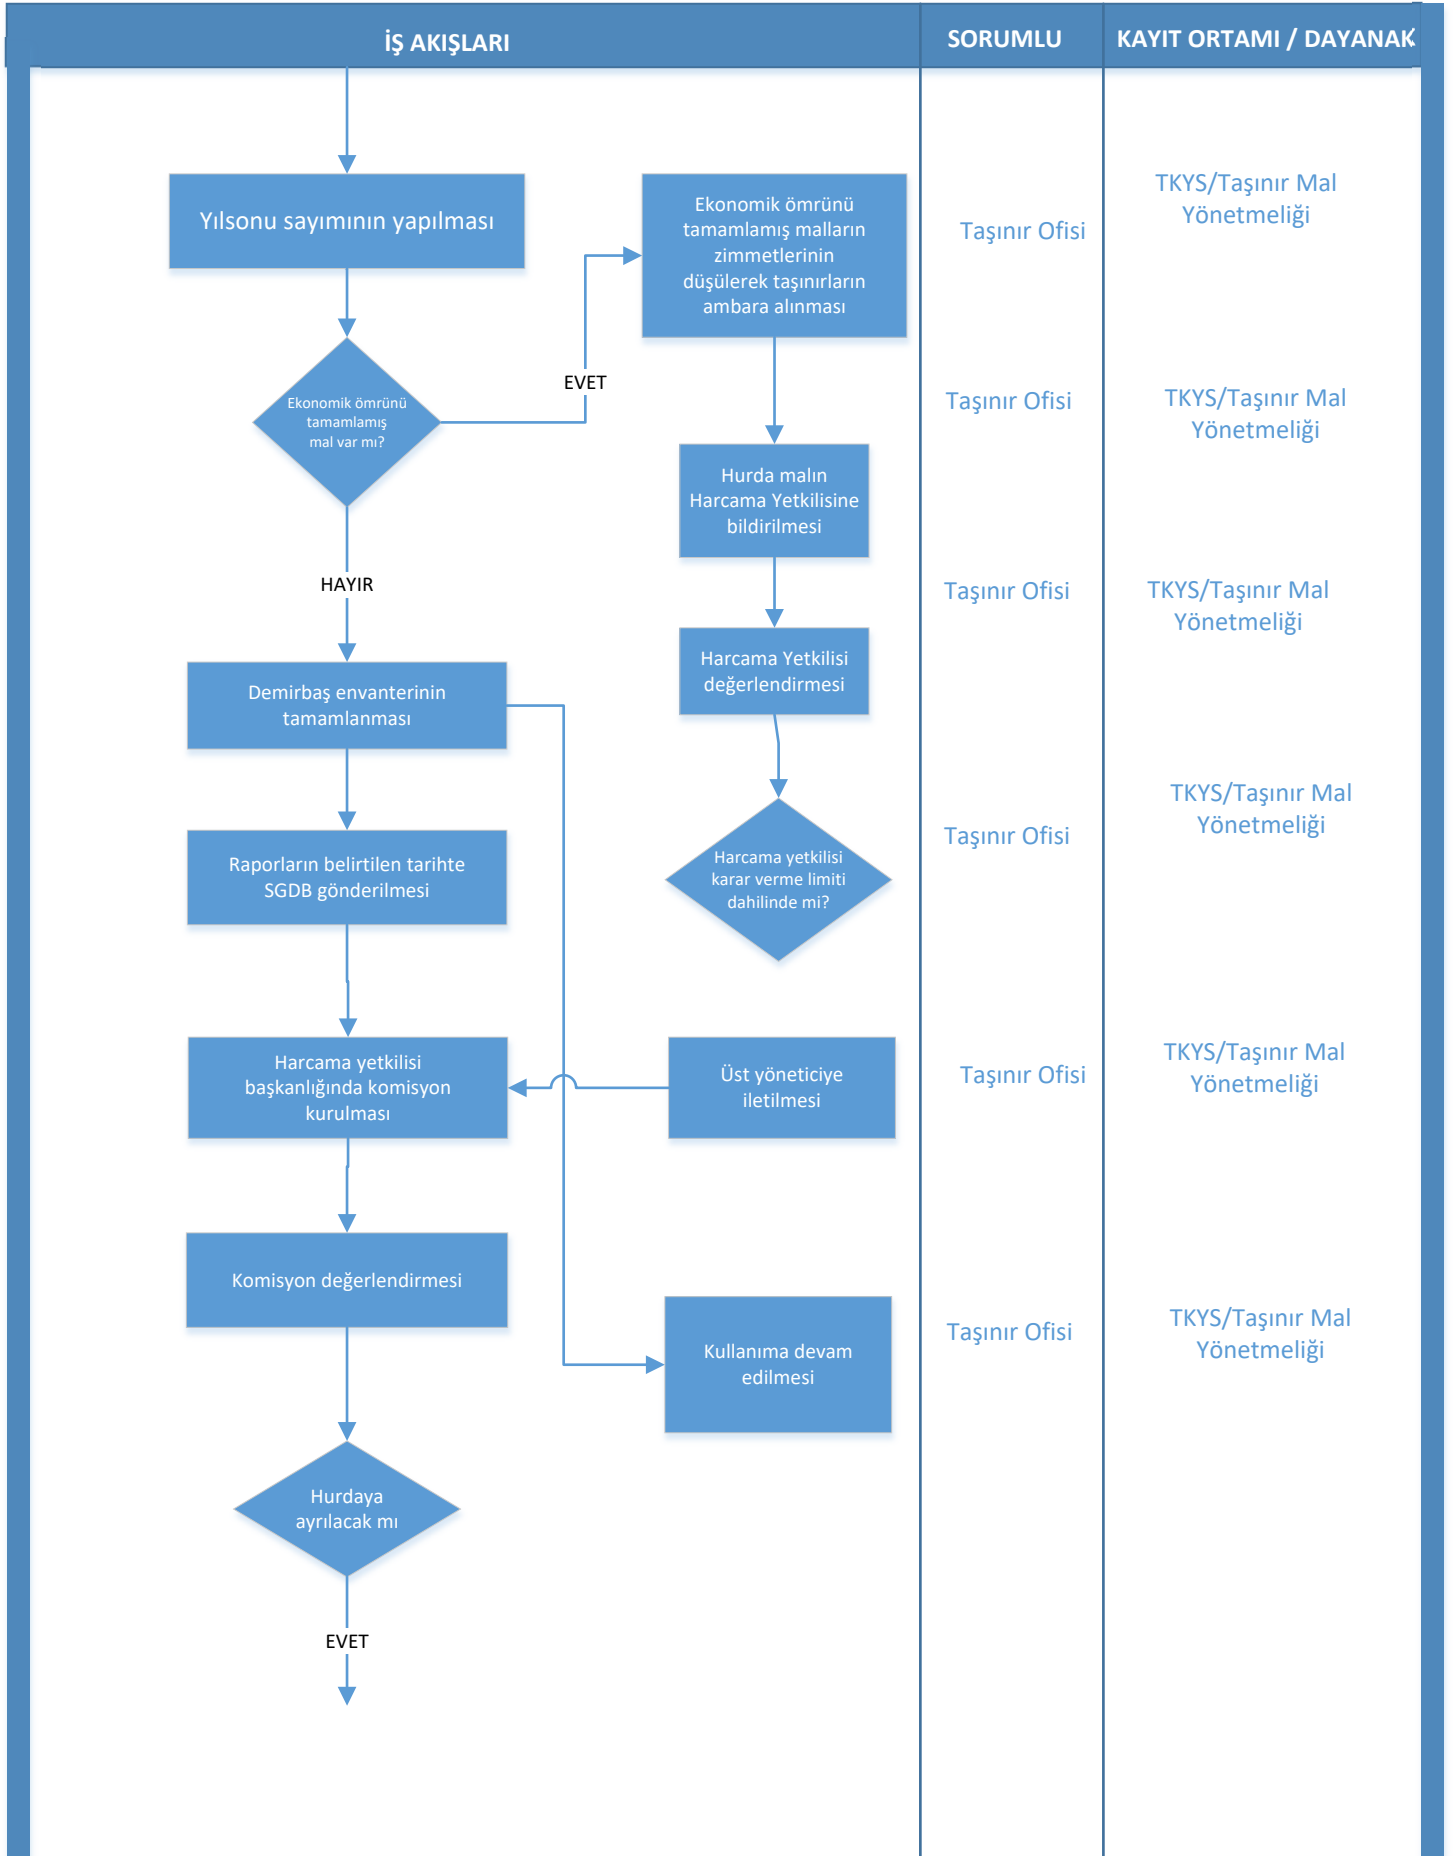 İŞ AKIŞLARI
SORUMLU
KAYIT ORTAMI / DAYANAK
Yılsonu sayımının yapılması
Ekonomik ömrünü
tamamlamış malların
zimmetlerinin
düşülerek taşınırların
ambara alınması
Taşınır Ofisi
TKYS/Taşınır Mal
Yönetmeliği
EVET
Ekonomik ömrünü
tamamlamış
mal var mı?
Taşınır Ofisi
TKYS/Taşınır Mal
Yönetmeliği
Hurda malın
Harcama Yetkilisine
bildirilmesi
HAYIR
Taşınır Ofisi
TKYS/Taşınır Mal
Yönetmeliği
Demirbaş envanterinin
tamamlanması
Harcama Yetkilisi
değerlendirmesi
Raporların belirtilen tarihte
SGDB gönderilmesi
Harcama yetkilisi
karar verme limiti
dahilinde mi?
Taşınır Ofisi
TKYS/Taşınır Mal
Yönetmeliği
Harcama yetkilisi
başkanlığında komisyon
kurulması
Üst yöneticiye
iletilmesi
Taşınır Ofisi
TKYS/Taşınır Mal
Yönetmeliği
Komisyon değerlendirmesi
Kullanıma devam
edilmesi
Taşınır Ofisi
TKYS/Taşınır Mal
Yönetmeliği
Hurdaya
ayrılacak mı
EVET